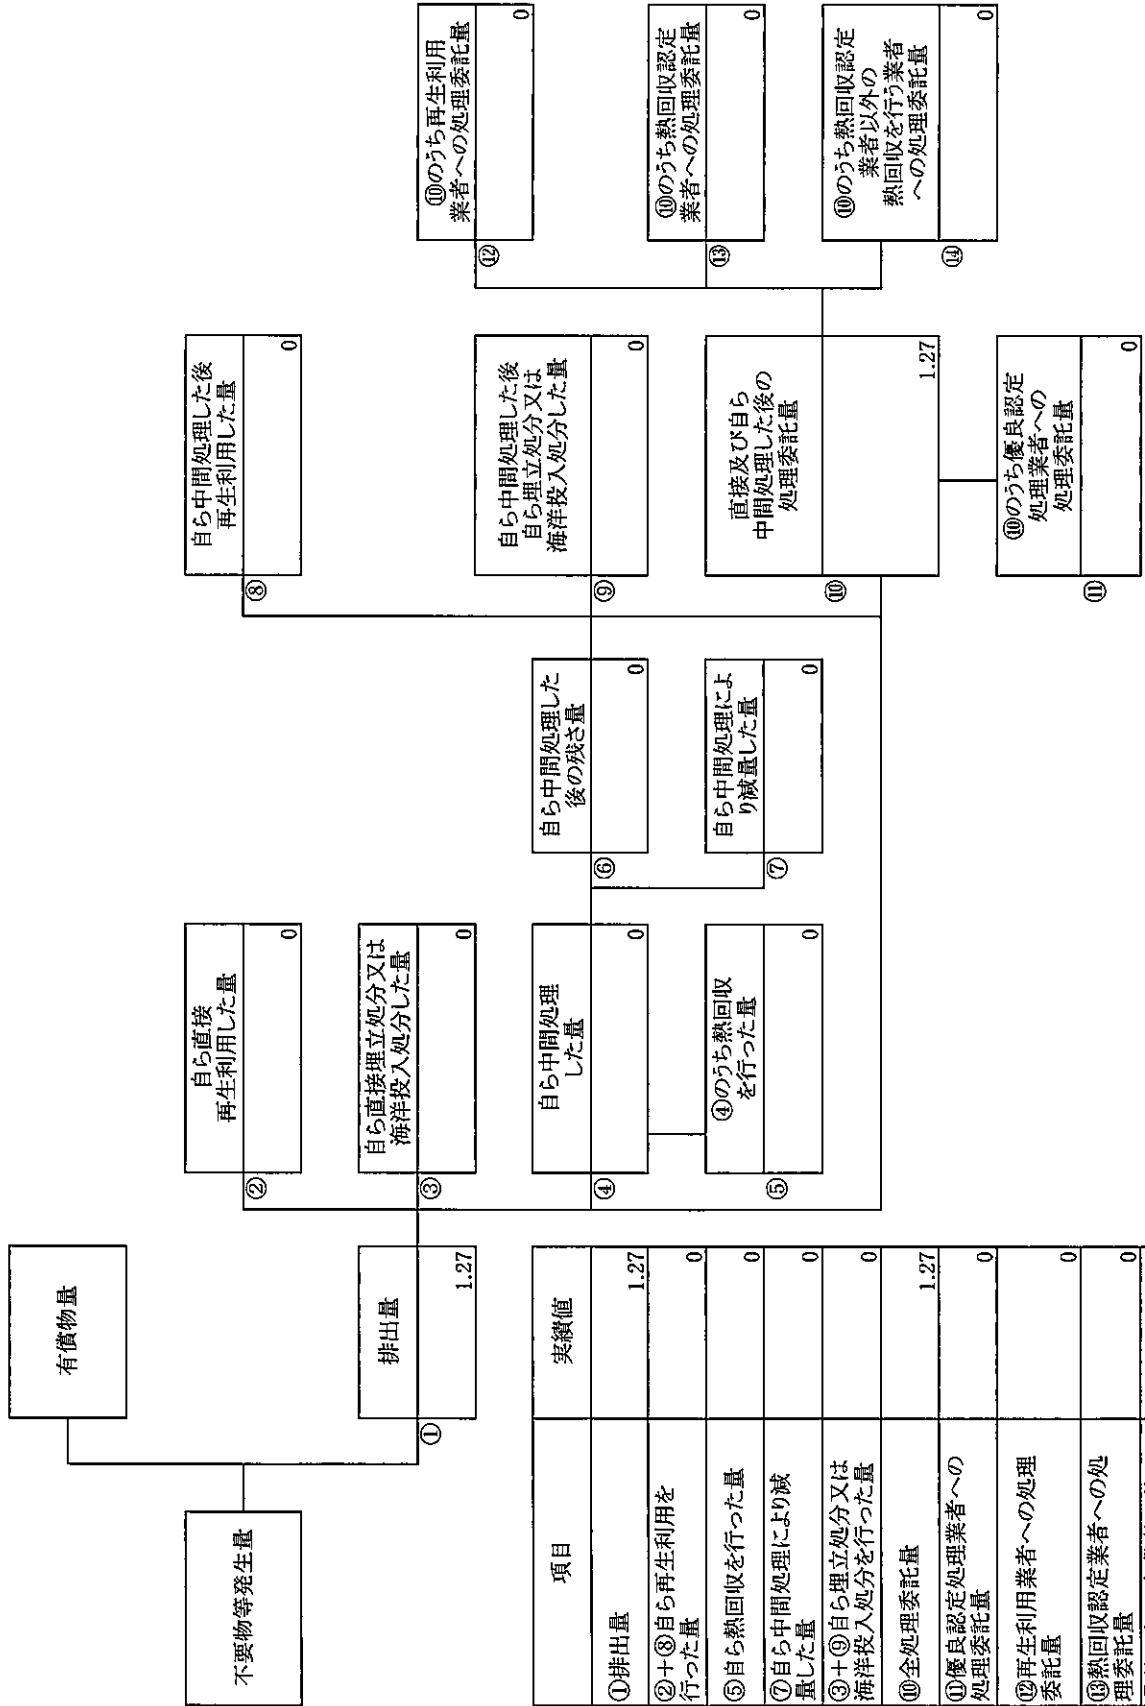 不要物等発生量
有償物量
①
排出量
1.27
②
自ら直接
再生利用した量
0
③
自ら直接埋立処分又は
海洋投入処分した量
0
④
自ら中間処理
した量
0
⑤
④のうち熱回収
を行った量
0
⑥
自ら中間処理した
後の残さ量
0
⑦
自ら中間処理によ
り減量した量
0
⑧
自ら中間処理した後
再生利用した量
0
⑨
自ら中間処理した後
自ら埋立処分又は
海洋投入処分した量
0
⑩
直接及び自ら
中間処理した後の
処理委託量
1.27
⑪
⑩のうち優良認定
処理業者への
処理委託量
0
⑫
⑩のうち再生利用
業者への処理委託量
0
⑬
⑩のうち熱回収認定
業者への処理委託量
0
⑭
⑩のうち熱回収認定
業者以外の
熱回収を行う業者
への処理委託量
0
項目
実績値
①排出量
1.27
②+⑧自ら再生利用を
行った量
0
⑤自ら熱回収を行った量
0
⑦自ら中間処理により減
量した量
0
③+⑨自ら埋立処分又は
海洋投入処分を行った量
0
⑩全処理委託量
1.27
⑪優良認定処理業者への
処理委託量
0
⑫再生利用業者への処理
委託量
0
⑬熱回収認定業者への処
理委託量
0